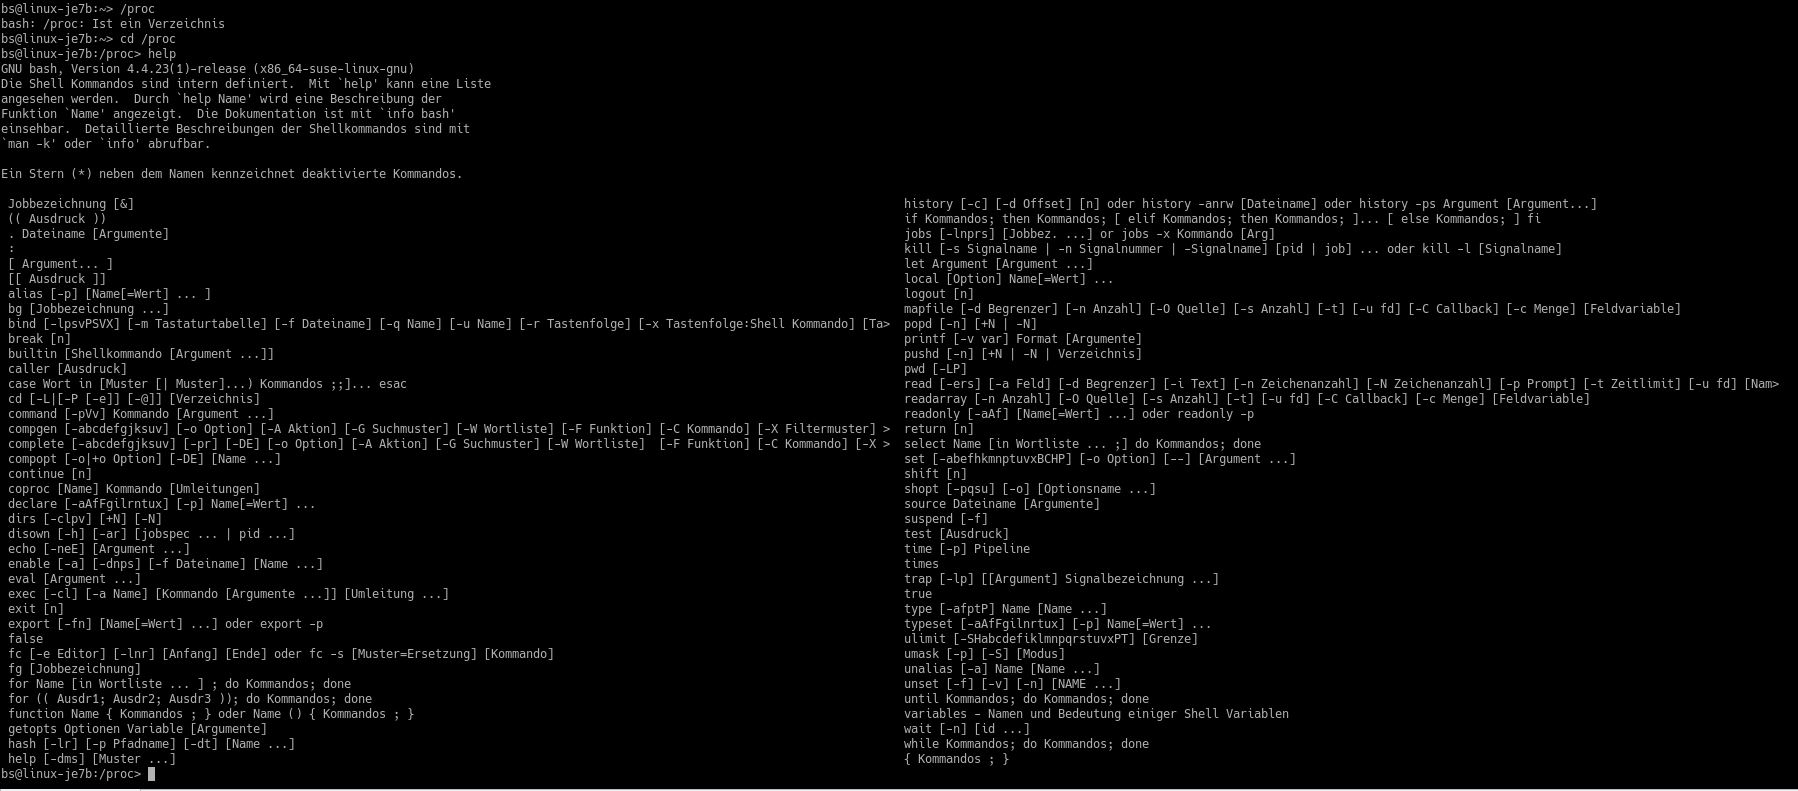 bs@linux-je7b:~> /proc
bash: /proc: Ist ein Verzeichnis
bs@linux-je7b:~> cd /proc
bs@linux-je7b:/proc> help
GNU bash, Version 4.4.23(1)-release (x86_64-suse-linux-gnu)
Die Shell Kommandos sind intern definiert.  Mit `help' kann eine Liste
angesehen werden.  Durch `help Name' wird eine Beschreibung der
Funktion `Name' angezeigt.  Die Dokumentation ist mit `info bash'
einsehbar.  Detaillierte Beschreibungen der Shellkommandos sind mit
`man -k' oder `info' abrufbar.
Ein Stern (*) neben dem Namen kennzeichnet deaktivierte Kommandos.
Jobbezeichnung [&]
(( Ausdruck ))
. Dateiname [Argumente]
:
[ Argument... ]
[[ Ausdruck ]]
alias [-p] [Name[=Wert] ... ]
bg [Jobbezeichnung ...]
bind [-lpsvPSVX] [-m Tastaturtabelle] [-f Dateiname] [-q Name] [-u Name] [-r Tastenfolge] [-x Tastenfolge:Shell Kommando] [Ta>
break [n]
builtin [Shellkommando [Argument ...]]
caller [Ausdruck]
case Wort in [Muster [| Muster]...) Kommandos ;;]... esac
cd [-L|[-P [-e]] [-@]] [Verzeichnis]
command [-pVv] Kommando [Argument ...]
compgen [-abcdefgjksuv] [-o Option] [-A Aktion] [-G Suchmuster] [-W Wortliste] [-F Funktion] [-C Kommando] [-X Filtermuster] >
complete [-abcdefgjksuv] [-pr] [-DE] [-o Option] [-A Aktion] [-G Suchmuster] [-W Wortliste]  [-F Funktion] [-C Kommando] [-X >
compopt [-o|+o Option] [-DE] [Name ...]
continue [n]
coproc [Name] Kommando [Umleitungen]
declare [-aAfFgilrntux] [-p] Name[=Wert] ...
dirs [-clpv] [+N] [-N]
disown [-h] [-ar] [jobspec ... | pid ...]
echo [-neE] [Argument ...]
enable [-a] [-dnps] [-f Dateiname] [Name ...]
eval [Argument ...]
exec [-cl] [-a Name] [Kommando [Argumente ...]] [Umleitung ...]
exit [n]
export [-fn] [Name[=Wert] ...] oder export -p
false
fc [-e Editor] [-lnr] [Anfang] [Ende] oder fc -s [Muster=Ersetzung] [Kommando]
fg [Jobbezeichnung]
for Name [in Wortliste ... ] ; do Kommandos; done
for (( Ausdr1; Ausdr2; Ausdr3 )); do Kommandos; done
function Name { Kommandos ; } oder Name () { Kommandos ; }
getopts Optionen Variable [Argumente]
hash [-lr] [-p Pfadname] [-dt] [Name ...]
help [-dms] [Muster ...]
history [-c] [-d Offset] [n] oder history -anrw [Dateiname] oder history -ps Argument [Argument...]
if Kommandos; then Kommandos; [ elif Kommandos; then Kommandos; ]... [ else Kommandos; ] fi
jobs [-lnprs] [Jobbez. ...] or jobs -x Kommando [Arg]
kill [-s Signalname | -n Signalnummer | -Signalname] [pid | job] ... oder kill -l [Signalname]
let Argument [Argument ...]
local [Option] Name[=Wert] ...
logout [n]
mapfile [-d Begrenzer] [-n Anzahl] [-O Quelle] [-s Anzahl] [-t] [-u fd] [-C Callback] [-c Menge] [Feldvariable]
popd [-n] [+N | -N]
printf [-v var] Format [Argumente]
pushd [-n] [+N | -N | Verzeichnis]
pwd [-LP]
read [-ers] [-a Feld] [-d Begrenzer] [-i Text] [-n Zeichenanzahl] [-N Zeichenanzahl] [-p Prompt] [-t Zeitlimit] [-u fd] [Nam>
readarray [-n Anzahl] [-O Quelle] [-s Anzahl] [-t] [-u fd] [-C Callback] [-c Menge] [Feldvariable]
readonly [-aAf] [Name[=Wert] ...] oder readonly -p
return [n]
select Name [in Wortliste ... ;] do Kommandos; done
set [-abefhkmnptuvxBCHP] [-o Option] [--] [Argument ...]
shift [n]
shopt [-pqsu] [-o] [Optionsname ...]
source Dateiname [Argumente]
suspend [-f]
test [Ausdruck]
time [-p] Pipeline
times
trap [-lp] [[Argument] Signalbezeichnung ...]
true
type [-afptP] Name [Name ...]
typeset [-aAfFgilnrtux] [-p] Name[=Wert] ...
ulimit [-SHabcdefiklmnpqrstuvxPT] [Grenze]
umask [-p] [-S] [Modus]
unalias [-a] Name [Name ...]
unset [-f] [-v] [-n] [NAME ...]
until Kommandos; do Kommandos; done
variables - Namen und Bedeutung einiger Shell Variablen
wait [-n] [id ...]
while Kommandos; do Kommandos; done
{ Kommandos ; }
bs@linux-je7b:/proc>